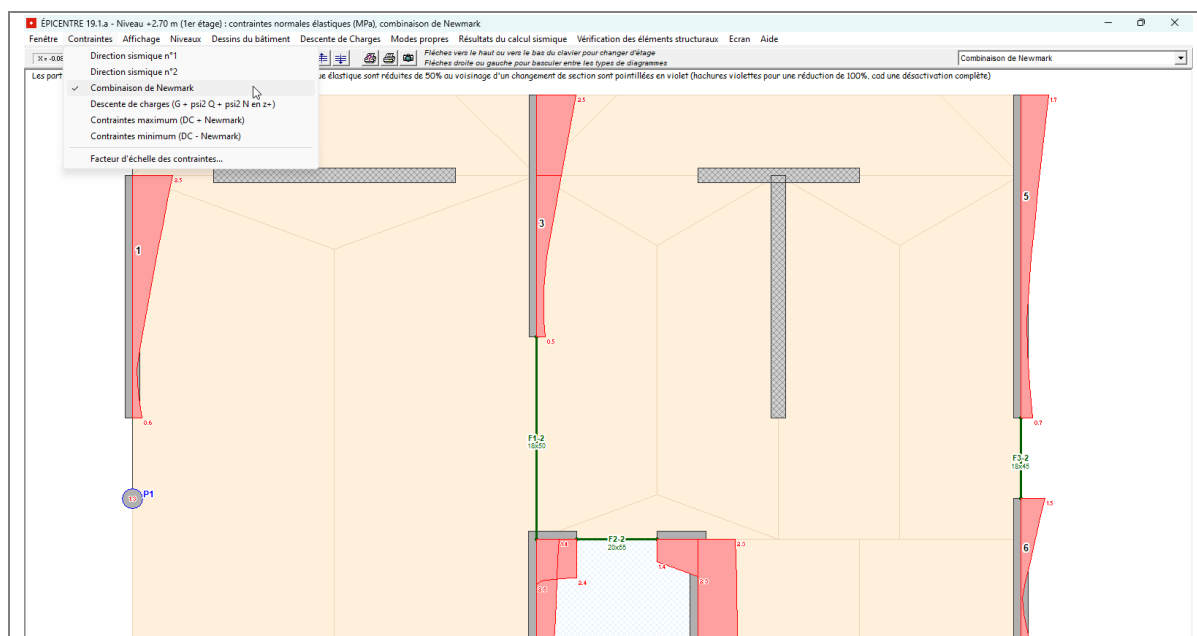 ÉPICENTRE 19.1.a - Niveau +2.70 m (1er étage) : contraintes normales élastiques (MPa), combinaison de Newmark
Fenêtre Contraintes Affichage Niveaux Dessins du bâtiment Descente de Charges Modes propres Résultats du calcul sismique Vérification des éléments structuraux Ecran Aide
X= -0.08
Flèches vers le haut ou vers le bas du clavier pour changer d'étage
Flèches droite ou gauche pour basculer entre les types de diagrammes
Combinaison de Newmark
Les part
ue élastique sont réduites de 50% au voisinage d'un changement de section sont pointillées en violet (hachures violettes pour une réduction de 100%, cad une désactivation complète)
Direction sismique n°1
Direction sismique n°2
Combinaison de Newmark
Descente de charges (G + psi2 Q + psi2 N en z+)
Contraintes maximum (DC + Newmark)
Contraintes minimum (DC - Newmark)
Facteur d'échelle des contraintes...
2.5
1.7
2.5
5
3
1
0.5
0.6
0.7
F1-2
18x50
F3-2
18x45
P1
1.3
1.5
F2-2
20x55
1.4
2.3
6
1.4
2.4
2.3